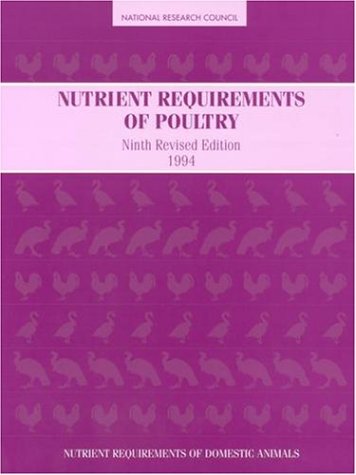 NATIONAL RESEARCH COUNCIL
NUTRIENT REQUIREMENTS
OF POULTRY
Ninth Revised Edition
1994
NUTRIENT REQUIREMENTS OF DOMESTIC ANIMALS